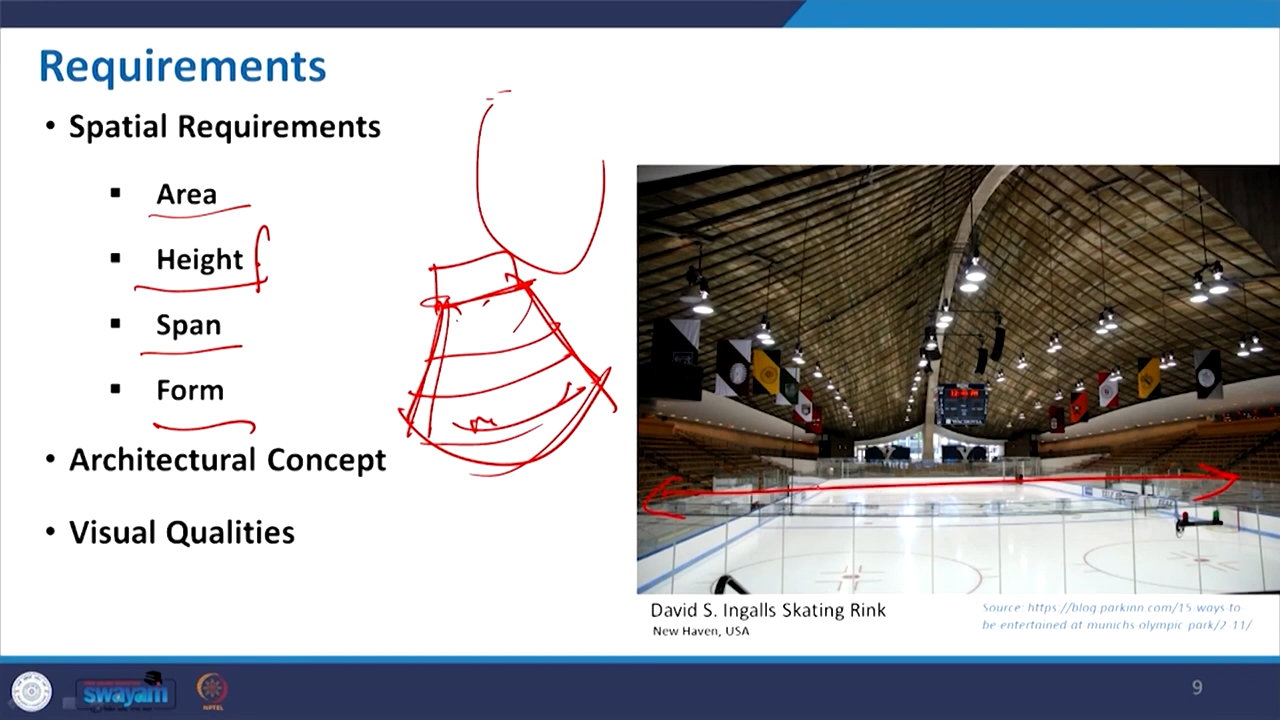 Requirements
• Spatial Requirements
▪ Area
▪ Height
▪ Span
▪ Form
• Architectural Concept
• Visual Qualities
David S. Ingalls Skating Rink
New Haven, USA
Source: https://blog.parkinn.com/15-ways-to-
be-entertained-at-munichs-olympic-park/2-11/
swayam
NPTEL
9